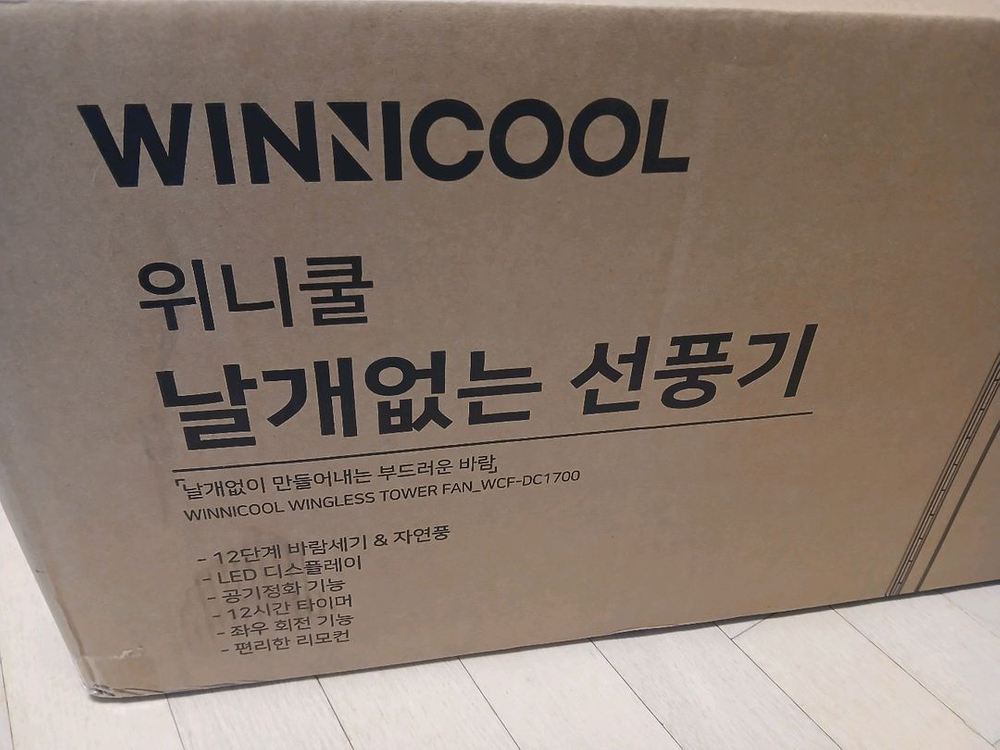 WINNICOOL
위니쿨
날개없는 선풍기
「날개없이 만들어내는 부드러운 바람」
WINNICOOL WINGLESS TOWER FAN_WCF-DC1700
- 12단계 바람세기 & 자연풍
- LED 디스플레이
- 공기정화 기능
- 12시간 타이머
- 좌우 회전 기능
- 편리한 리모컨